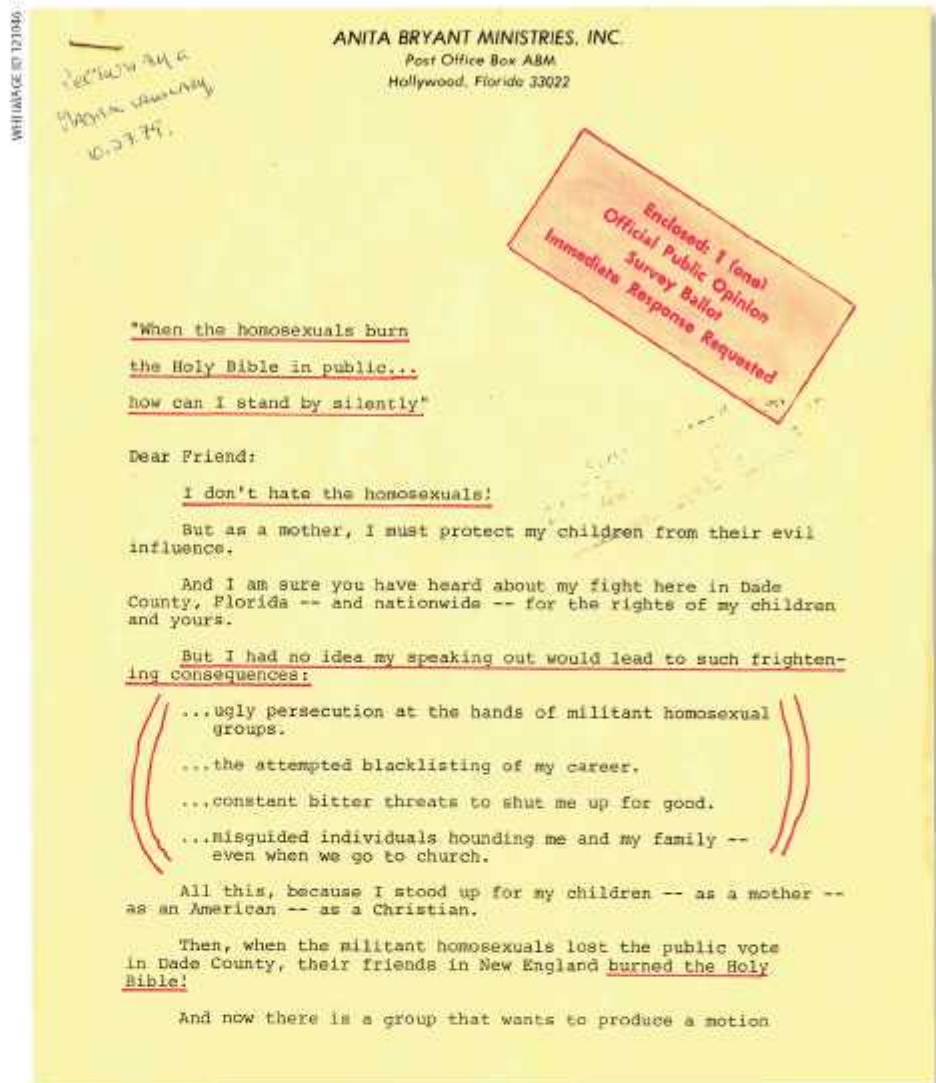 WHI IMAGE ID 121046
10.27.79.
ANITA BRYANT MINISTRIES, INC.
Post Office Box ABM
Hollywood, Florida 33022
Enclosed: 1 (one)
Official Public Opinion
Survey Ballot
Immediate Response Requested
"When the homosexuals burn
the Holy Bible in public...
how can I stand by silently"
Dear Friend:
I don't hate the homosexuals!
But as a mother, I must protect my children from their evil
influence.
And I am sure you have heard about my fight here in Dade
County, Florida -- and nationwide -- for the rights of my children
and yours.
But I had no idea my speaking out would lead to such frighten-
ing consequences:
...ugly persecution at the hands of militant homosexual
groups.
...the attempted blacklisting of my career.
...constant bitter threats to shut me up for good.
...misguided individuals hounding me and my family --
even when we go to church.
All this, because I stood up for my children -- as a mother --
as an American -- as a Christian.
Then, when the militant homosexuals lost the public vote
in Dade County, their friends in New England burned the Holy
Bible!
And now there is a group that wants to produce a motion